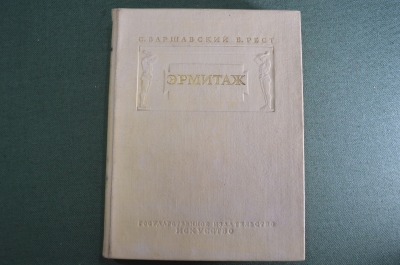 С. ВАРШАВСКИЙ Б. РЕСТ
ЭРМИТАЖ
ГОСУДАРСТВЕННОЕ ИЗДАТЕЛЬСТВО
ИСКУССТВО